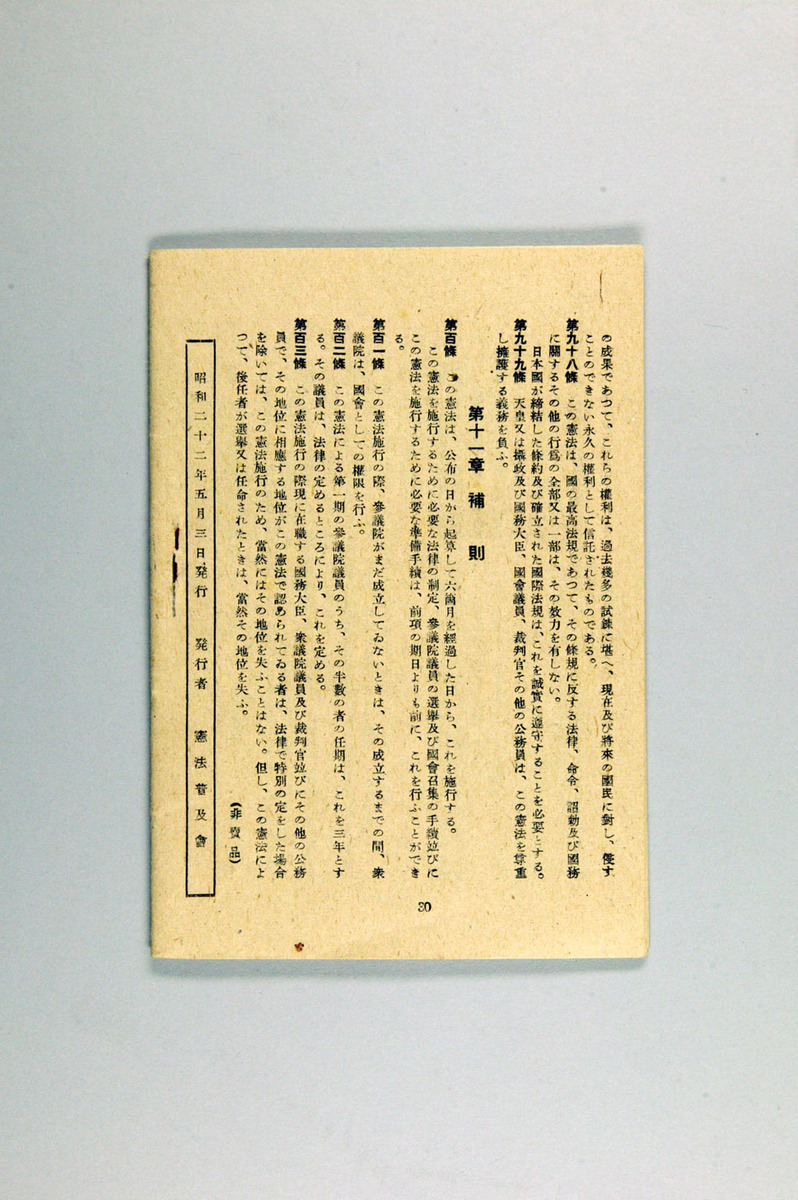 の成果であつて、これらの權利は、過去幾多の試錬に堪へ、現在及び將來の國民に對し、侵す
ことのできない永久の權利として信託されたものである。
第九十八條　この憲法は、國の最高法規であつて、その條規に反する法律、命令、詔勅及び國務
に關するその他の行爲の全部又は一部は、その效力を有しない。
日本國が締結した條約及び確立された國際法規は、これを誠實に遵守することを必要とする。
第九十九條　天皇又は攝政及び國務大臣、國會議員、裁判官その他の公務員は、この憲法を尊重
し擁護する義務を負ふ。
第十一章　補則
第百條　この憲法は、公布の日から起算して六箇月を經過した日から、これを施行する。
この憲法を施行するために必要な法律の制定、參議院議員の選擧及び國會召集の手續並びに
この憲法を施行するために必要な準備手續は、前項の期日よりも前に、これを行ふことができ
る。
第百一條　この憲法施行の際、參議院がまだ成立してゐないときは、その成立するまでの間、衆
議院は、國會としての權限を行ふ。
第百二條　この憲法による第一期の參議院議員のうち、その半數の者の任期は、これを三年とす
る。その議員は、法律の定めるところにより、これを定める。
第百三條　この憲法施行の際現に在職する國務大臣、衆議院議員及び裁判官竝びにその他の公務
員で、その地位に相應する地位がこの憲法で認められてゐる者は、法律で特別の定をした場合
を除いては、この憲法施行のため、當然にはその地位を失ふことはない。但し、この憲法によ
つて、後任者が選擧又は任命されたときは、當然その地位を失ふ。
（非賣品）
昭和二十二年五月三日発行　発行者　憲法普及會
30